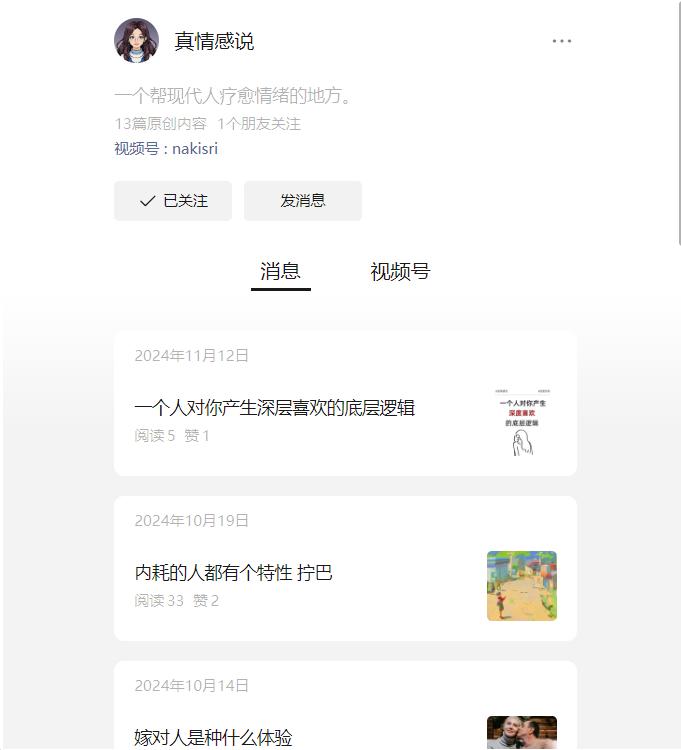 真情感说
一个帮现代人疗愈情绪的地方。
13篇原创内容 1个朋友关注
视频号 : nakisri
已关注 发消息
消息 视频号
2024年11月12日
一个人对你产生深层喜欢的底层逻辑
阅读 5 赞 1
一个人对你产生
深度喜欢
的底层逻辑
2024年10月19日
内耗的人都有个特性 拧巴
阅读 33 赞 2
2024年10月14日
嫁对人是种什么体验